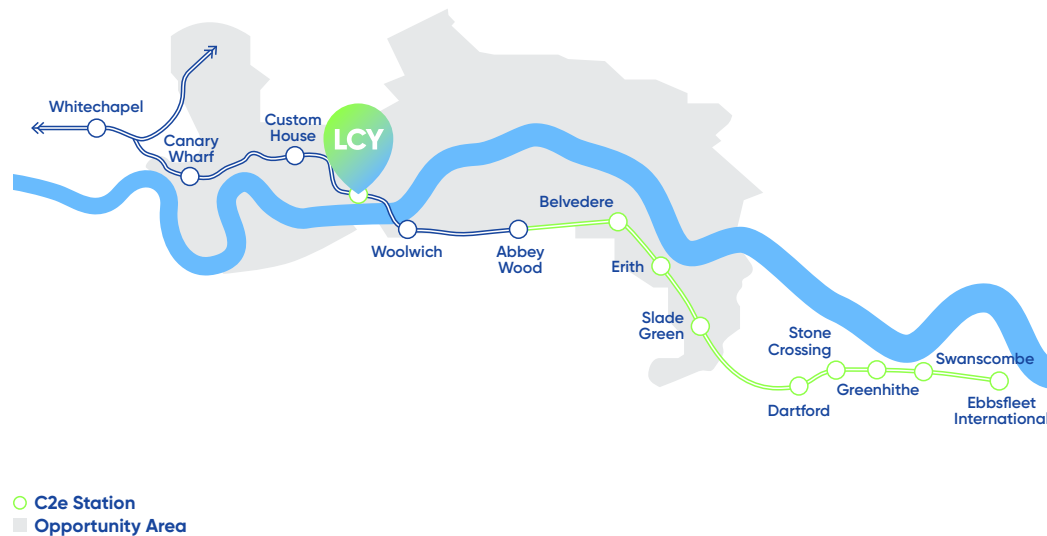 Whitechapel
Canary
Wharf
Custom
House
LCY
Woolwich
Abbey
Wood
Belvedere
Erith
Slade
Green
Dartford
Stone
Crossing
Greenhithe
Swanscombe
Ebbsfleet
International
C2e Station
Opportunity Area